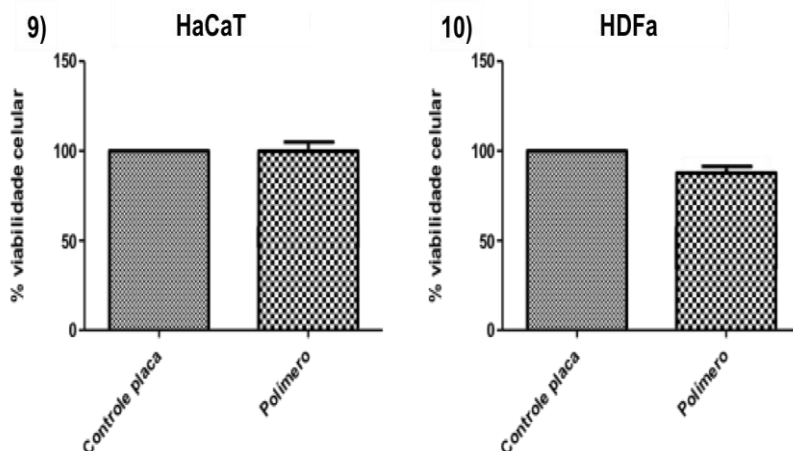 9) HaCaT
150
100
50
0
% viabilidade celular
Controle placa
Polímero
10) HDFa
150
100
50
0
% viabilidade celular
Controle placa
Polímero